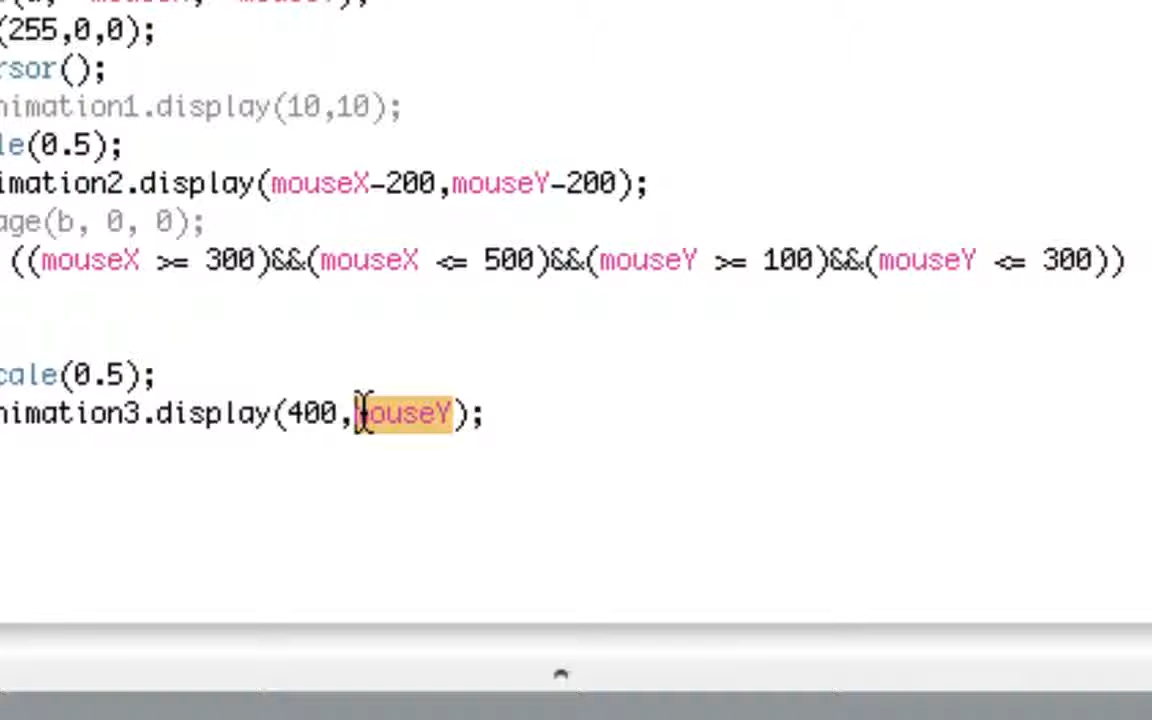 (255,0,0);
rsor();
nimation1.display(10,10);
le(0.5);
imation2.display(mouseX-200,mouseY-200);
age(b, 0, 0);
((mouseX >= 300)&&(mouseX <= 500)&&(mouseY >= 100)&&(mouseY <= 300))
cale(0.5);
nimation3.display(400,mouseY);